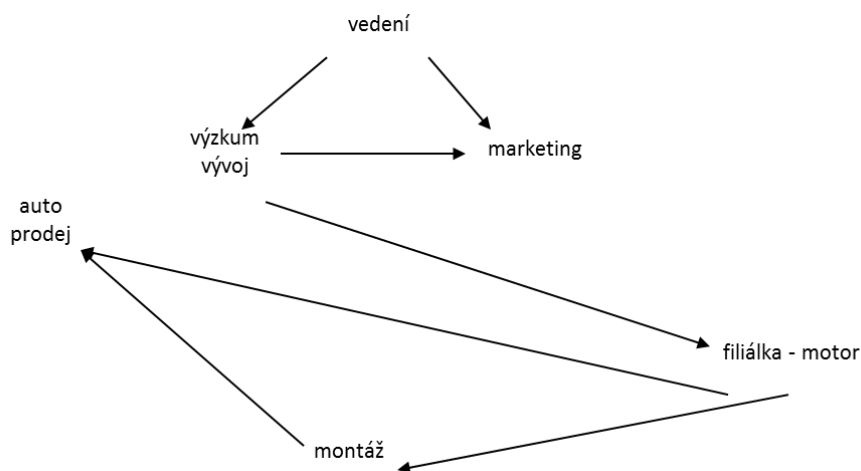 vedení
výzkum
vývoj
marketing
auto
prodej
filiálka - motor
montáž